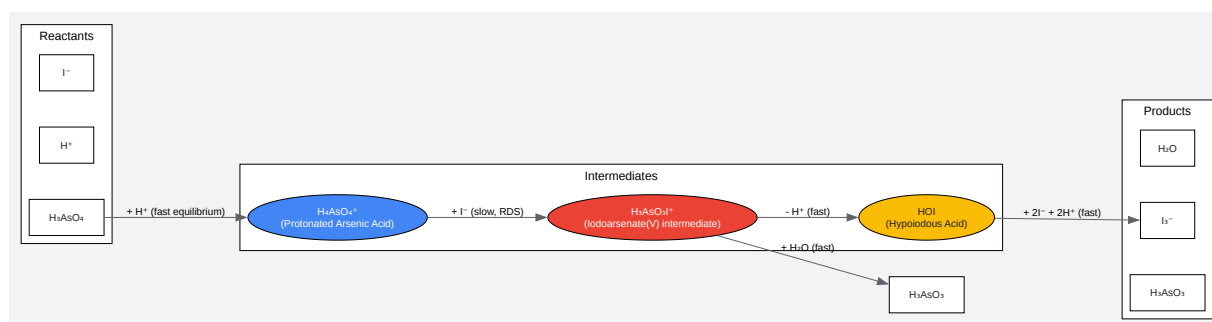 Reactants
I⁻
H⁺
H₃AsO₄
+ H⁺ (fast equilibrium)
Intermediates
H₄AsO₄⁺
(Protonated Arsenic Acid)
+ I⁻ (slow, RDS)
H₃AsO₃I⁺
(Iodoarsenate(V) intermediate)
- H⁺ (fast)
HOI
(Hypoiodous Acid)
+ H₂O (fast)
H₃AsO₃
+ 2I⁻ + 2H⁺ (fast)
Products
H₂O
I₃⁻
H₃AsO₃